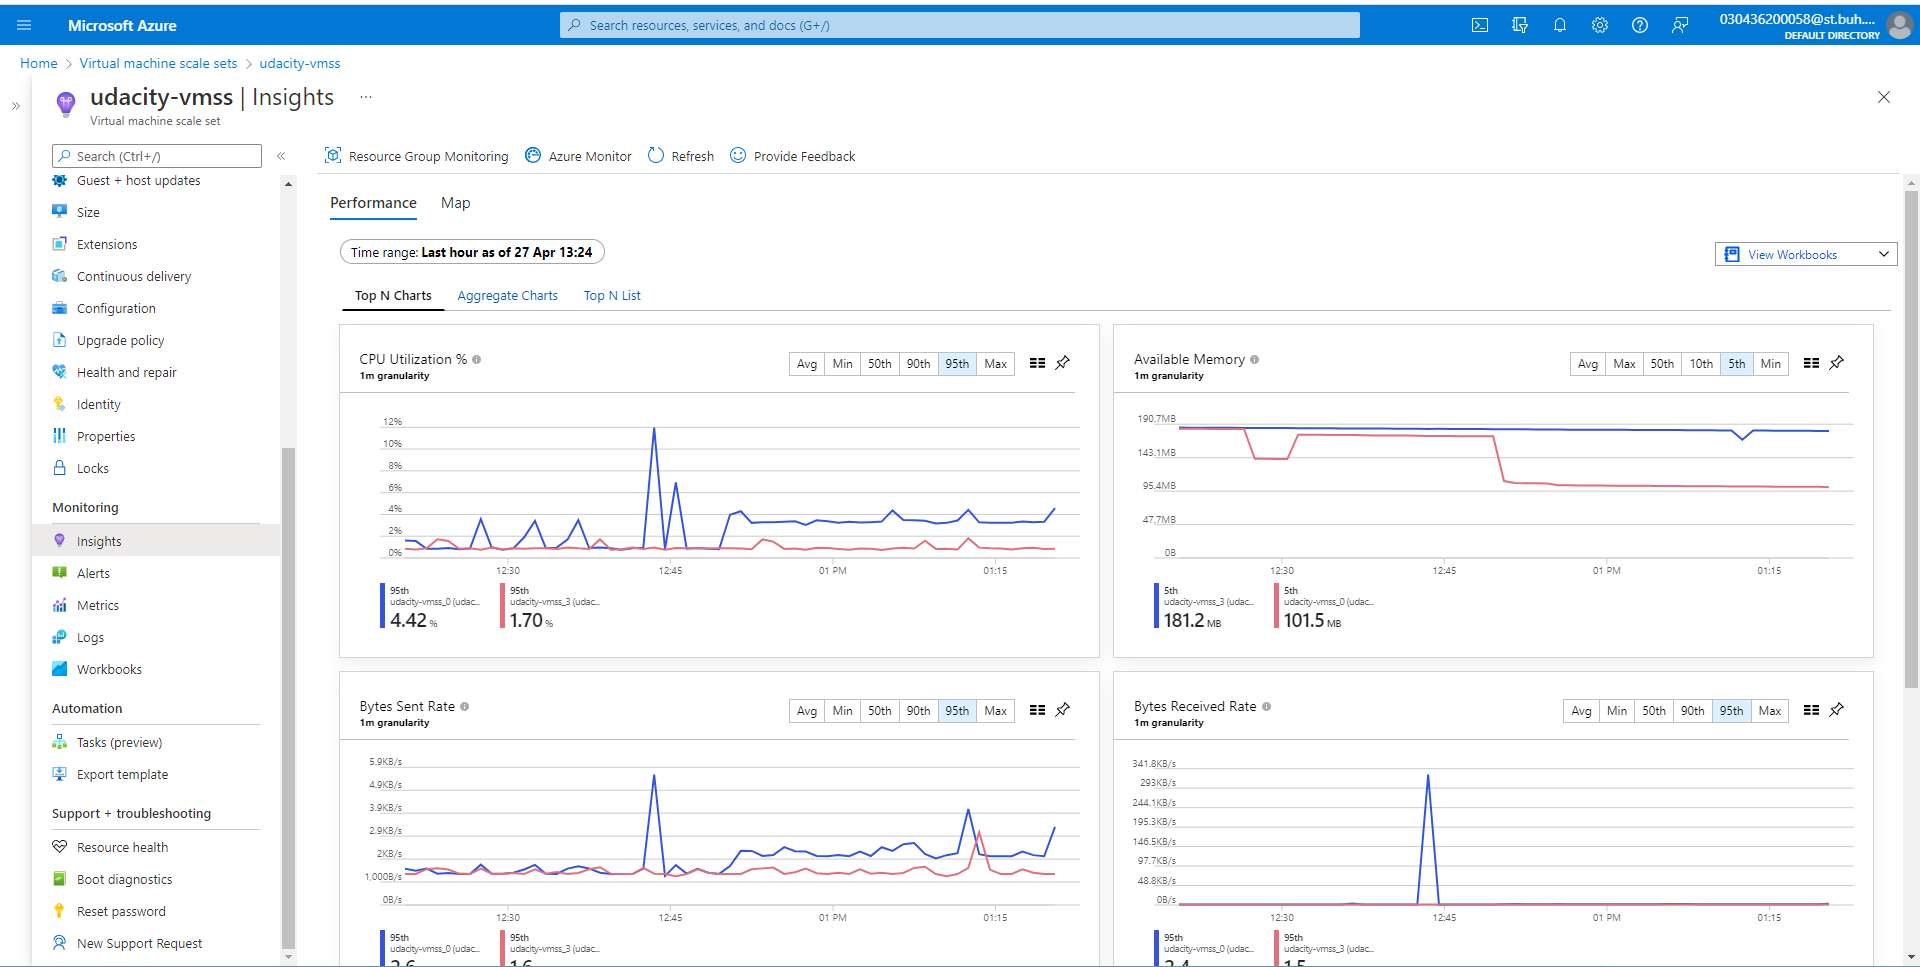 Microsoft Azure
Search resources, services, and docs (G+/)
030436200058@st.buh....
DEFAULT DIRECTORY
Home > Virtual machine scale sets > udacity-vmss
udacity-vmss | Insights ...
Virtual machine scale set
Search (Ctrl+/)
Guest + host updates
Size
Extensions
Continuous delivery
Configuration
Upgrade policy
Health and repair
Identity
Properties
Locks
Monitoring
Insights
Alerts
Metrics
Logs
Workbooks
Automation
Tasks (preview)
Export template
Support + troubleshooting
Resource health
Boot diagnostics
Reset password
New Support Request
Resource Group Monitoring Azure Monitor Refresh Provide Feedback
Performance Map
Time range: Last hour as of 27 Apr 13:24
View Workbooks
Top N Charts Aggregate Charts Top N List
CPU Utilization %
1m granularity
Avg Min 50th 90th 95th Max
12%
10%
8%
6%
4%
2%
0%
12:30 12:45 01 PM 01:15
95th
udacity-vmss_0 (udac...
4.42 %
95th
udacity-vmss_3 (udac...
1.70 %
Available Memory
1m granularity
Avg Max 50th 10th 5th Min
190.7MB
143.1MB
95.4MB
47.7MB
0B
12:30 12:45 01 PM 01:15
5th
udacity-vmss_3 (udac...
181.2 MB
5th
udacity-vmss_0 (udac...
101.5 MB
Bytes Sent Rate
1m granularity
Avg Min 50th 90th 95th Max
5.9KB/s
4.9KB/s
3.9KB/s
2.9KB/s
2KB/s
1,000B/s
0B/s
12:30 12:45 01 PM 01:15
95th
udacity-vmss_0 (udac...
95th
udacity-vmss_3 (udac...
Bytes Received Rate
1m granularity
Avg Min 50th 90th 95th Max
341.8KB/s
293KB/s
244.1KB/s
195.3KB/s
146.5KB/s
97.7KB/s
48.8KB/s
0B/s
12:30 12:45 01 PM 01:15
95th
udacity-vmss_0 (udac...
95th
udacity-vmss_3 (udac...